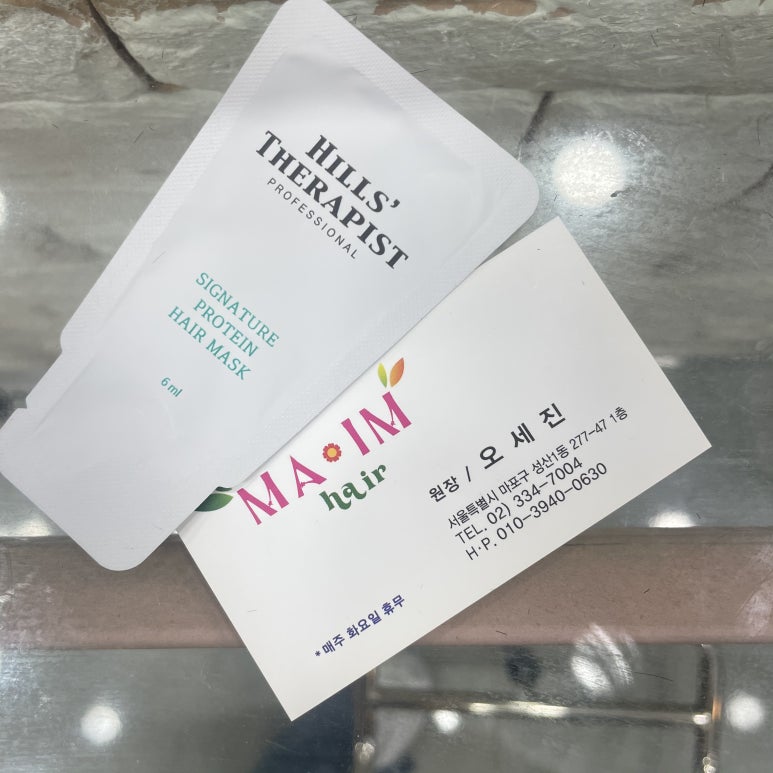 HILLS'
THERAPIST
PROFESSIONAL
SIGNATURE
PROTEIN
HAIR MASK
6ml
MA IM
hair
원장 / 오 세 진
서울특별시 마포구 성산1동 277-47 1층
TEL. 02) 334-7004
H·P. 010-3940-0630
*매주 화요일 휴무